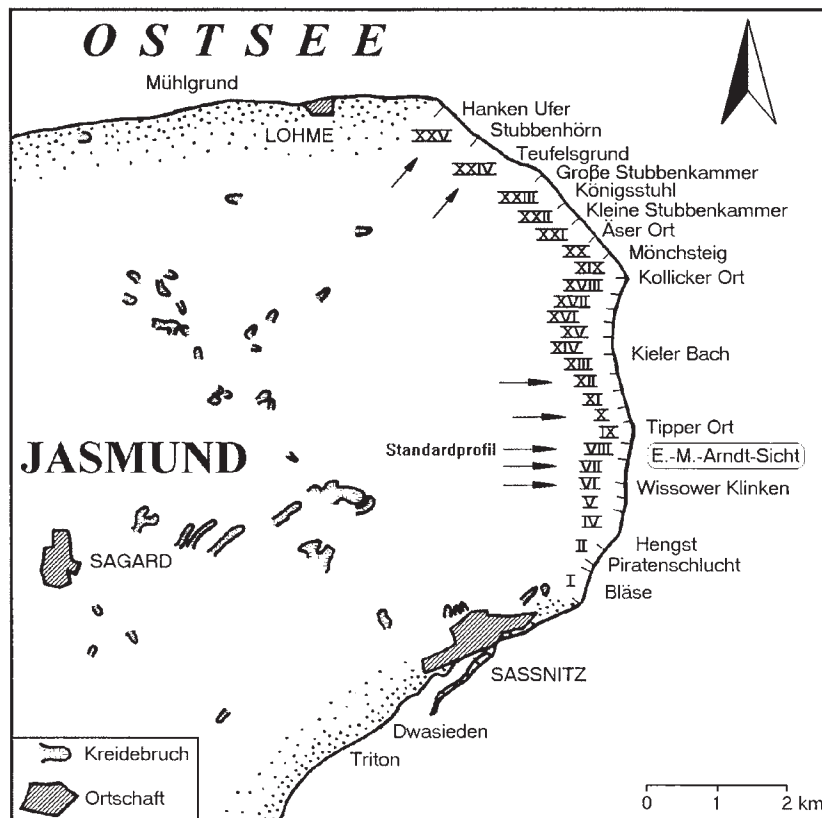 OSTSEE
Mühlgrund
LOHME
Hanken Ufer
Stubbenhörn
Teufelsgrund
Große Stubbenkammer
Königsstuhl
Kleine Stubbenkammer
Äser Ort
Mönchsteig
Kollicker Ort
Kieler Bach
Tipper Ort
E.-M.-Arndt-Sicht
Wissower Klinken
Hengst
Piratenschlucht
Bläse
XXV
XXIV
XXIII
XXII
XXI
XX
XIX
XVIII
XVII
XVI
XV
XIV
XIII
XII
XI
X
IX
VIII
VII
VI
V
IV
II
I
Standardprofil
JASMUND
SAGARD
SASSNITZ
Dwasieden
Triton
Kreidebruch
Ortschaft
0 1 2 km